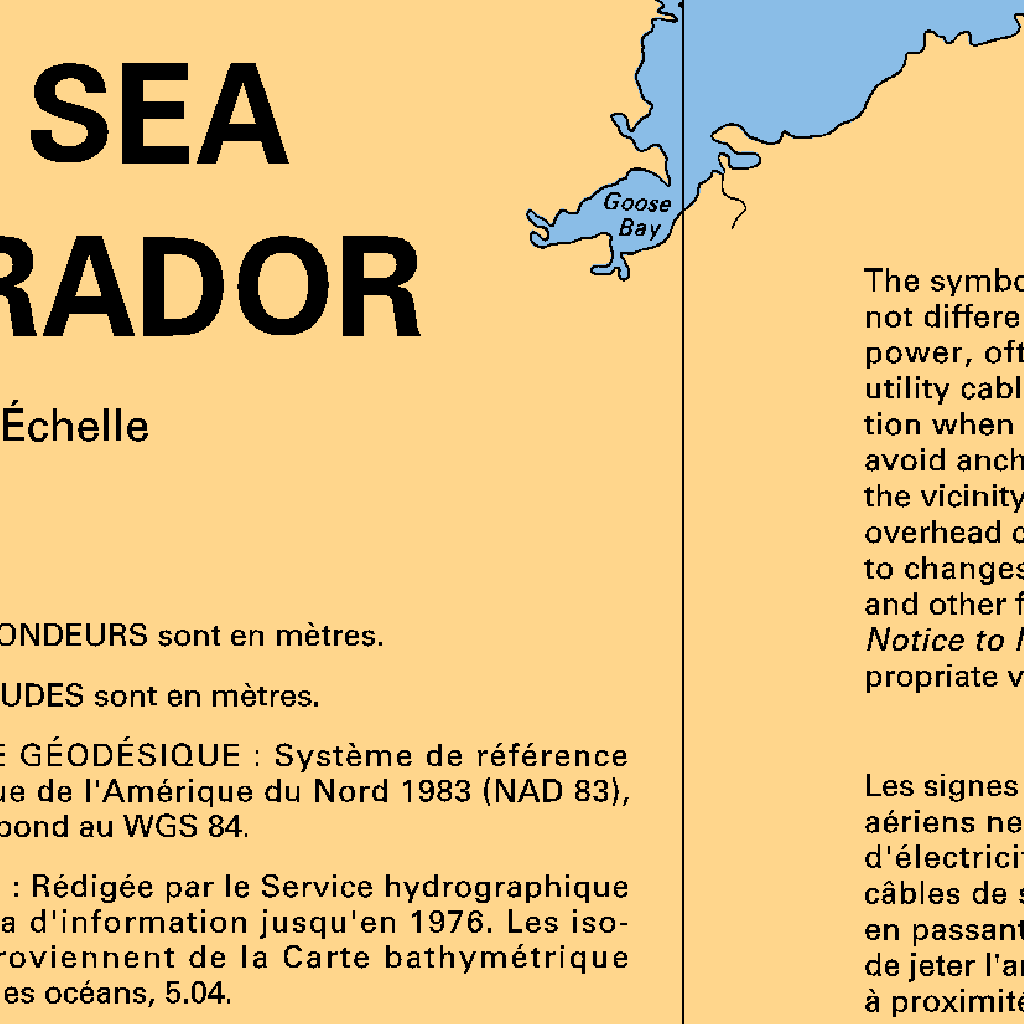 SEA
RADOR
Échelle
Goose
Bay
ONDEURS sont en mètres.
UDES sont en mètres.
E GÉODÉSIQUE : Système de référence
ue de l'Amérique du Nord 1983 (NAD 83),
pond au WGS 84.
: Rédigée par le Service hydrographique
a d'information jusqu'en 1976. Les iso-
roviennent de la Carte bathymétrique
es océans, 5.04.
The symbo
not differe
power, oft
utility cabl
tion when
avoid anch
the vicinity
overhead c
to changes
and other f
Notice to
propriate v
Les signes
aériens ne
d'électricit
câbles de s
en passant
de jeter l'an
à proximité